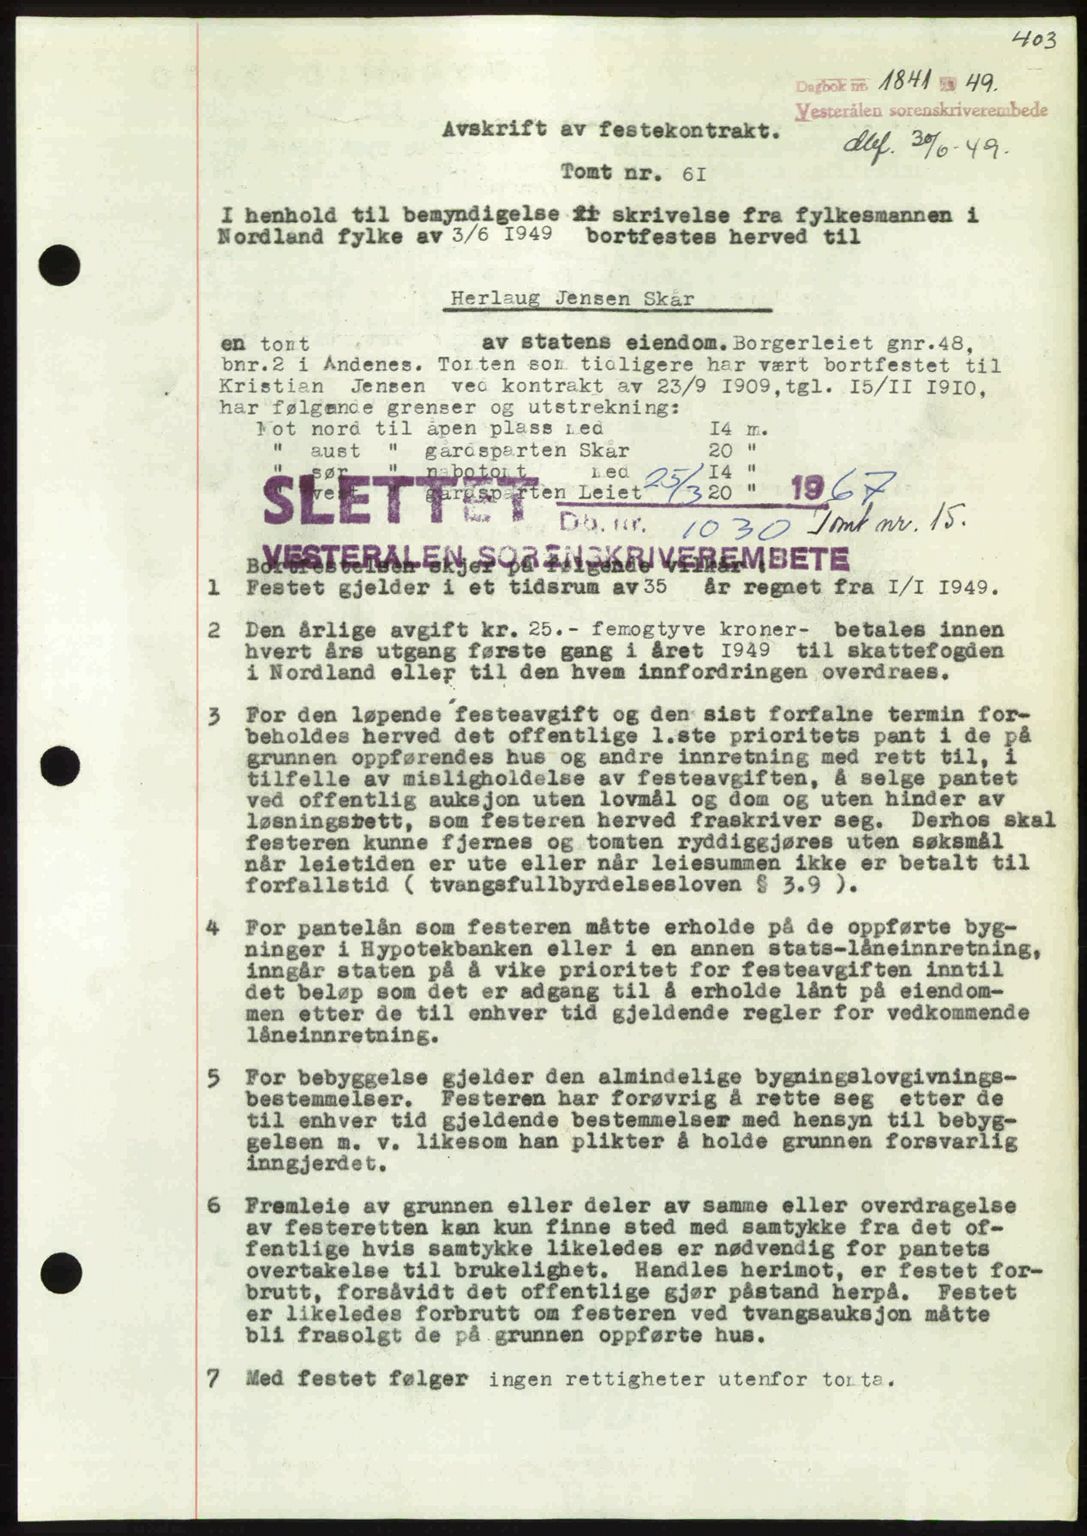 403
Dagbok nr. 1841 19 49.
Vesterålen sorenskriverembede
Avskrift av festekontrakt.
30/6-49.
Tomt nr. 6I
I henhold til bemyndigelse i skrivelse fra fylkesmannen i
Nordland fylke av 3/6 I949 bortfestes herved til
Herlaug Jensen Skår
en tomt av statens eiendom. Borgerleiet gnr.48,
bnr.2 i Andenes. Tomten som tidligere har vært bortfestet til
Kristian Jensen ved kontrakt av 23/9 I909,tgl. I5/II I9I0,
har følgende grenser og utstrekning:
Mot nord til åpen plass med I4 m.
" aust " gårdsparten Skår 20 "
" sør " nabotomt med I4 "
" vest " gårdsparten Leiet 20 "
SLETTET 25/3 1967
Db. nr. 1030 Tomt nr. 15.
VESTERÅLEN SORENSKRIVEREMBETE
Bortfestelsen skjer på følgende vilkår :
1 Festet gjelder i et tidsrum av 35 år regnet fra I/I I949.
2 Den årlige avgift kr. 25.- femogtyve kroner- betales innen
hvert års utgang første gang i året I949 til skattefogden
i Nordland eller til den hvem innfordringen overdraes.
3 For den løpende festeavgift og den sist forfalne termin for-
beholdes herved det offentlige 1.ste prioritets pant i de på
grunnen oppførendes hus og andre innretning med rett til, i
tilfelle av misligholdelse av festeavgiften, å selge pantet
ved offentlig auksjon uten lovmål og dom og uten hinder av
løsningsrett, som festeren herved fraskriver seg. Derhos skal
festeren kunne fjernes og tomten ryddiggjøres uten søksmål
når leietiden er ute eller når leiesummen ikke er betalt til
forfallstid ( tvangsfullbyrdelsesloven § 3.9 ).
4 For pantelån som festeren måtte erholde på de oppførte byg-
ninger i Hypotekbanken eller i en annen stats-låneinnretning,
inngår staten på å vike prioritet for festeavgiften inntil
det beløp som det er adgang til å erholde lånt på eiendom-
men etter de til enhver tid gjeldende regler for vedkommende
låneinnretning.
5 For bebyggelse gjelder den almindelige bygningslovgivnings-
bestemmelser. Festeren har forøvrig å rette seg etter de
til enhver tid gjeldende bestemmelser med hensyn til bebyg-
gelsen m. v. likesom han plikter å holde grunnen forsvarlig
inngjerdet.
6 Fremleie av grunnen eller deler av samme eller overdragelse
av festeretten kan kun finne sted med samtykke fra det of-
fentlige hvis samtykke likeledes er nødvendig for pantets
overtakelse til brukelighet. Handles herimot, er festet for-
brutt, forsåvidt det offentlige gjør påstand herpå. Festet
er likeledes forbrutt om festeren ved tvangsauksjon måtte
bli frasolgt de på grunnen oppførte hus.
7 Med festet følger ingen rettigheter utenfor tomta.